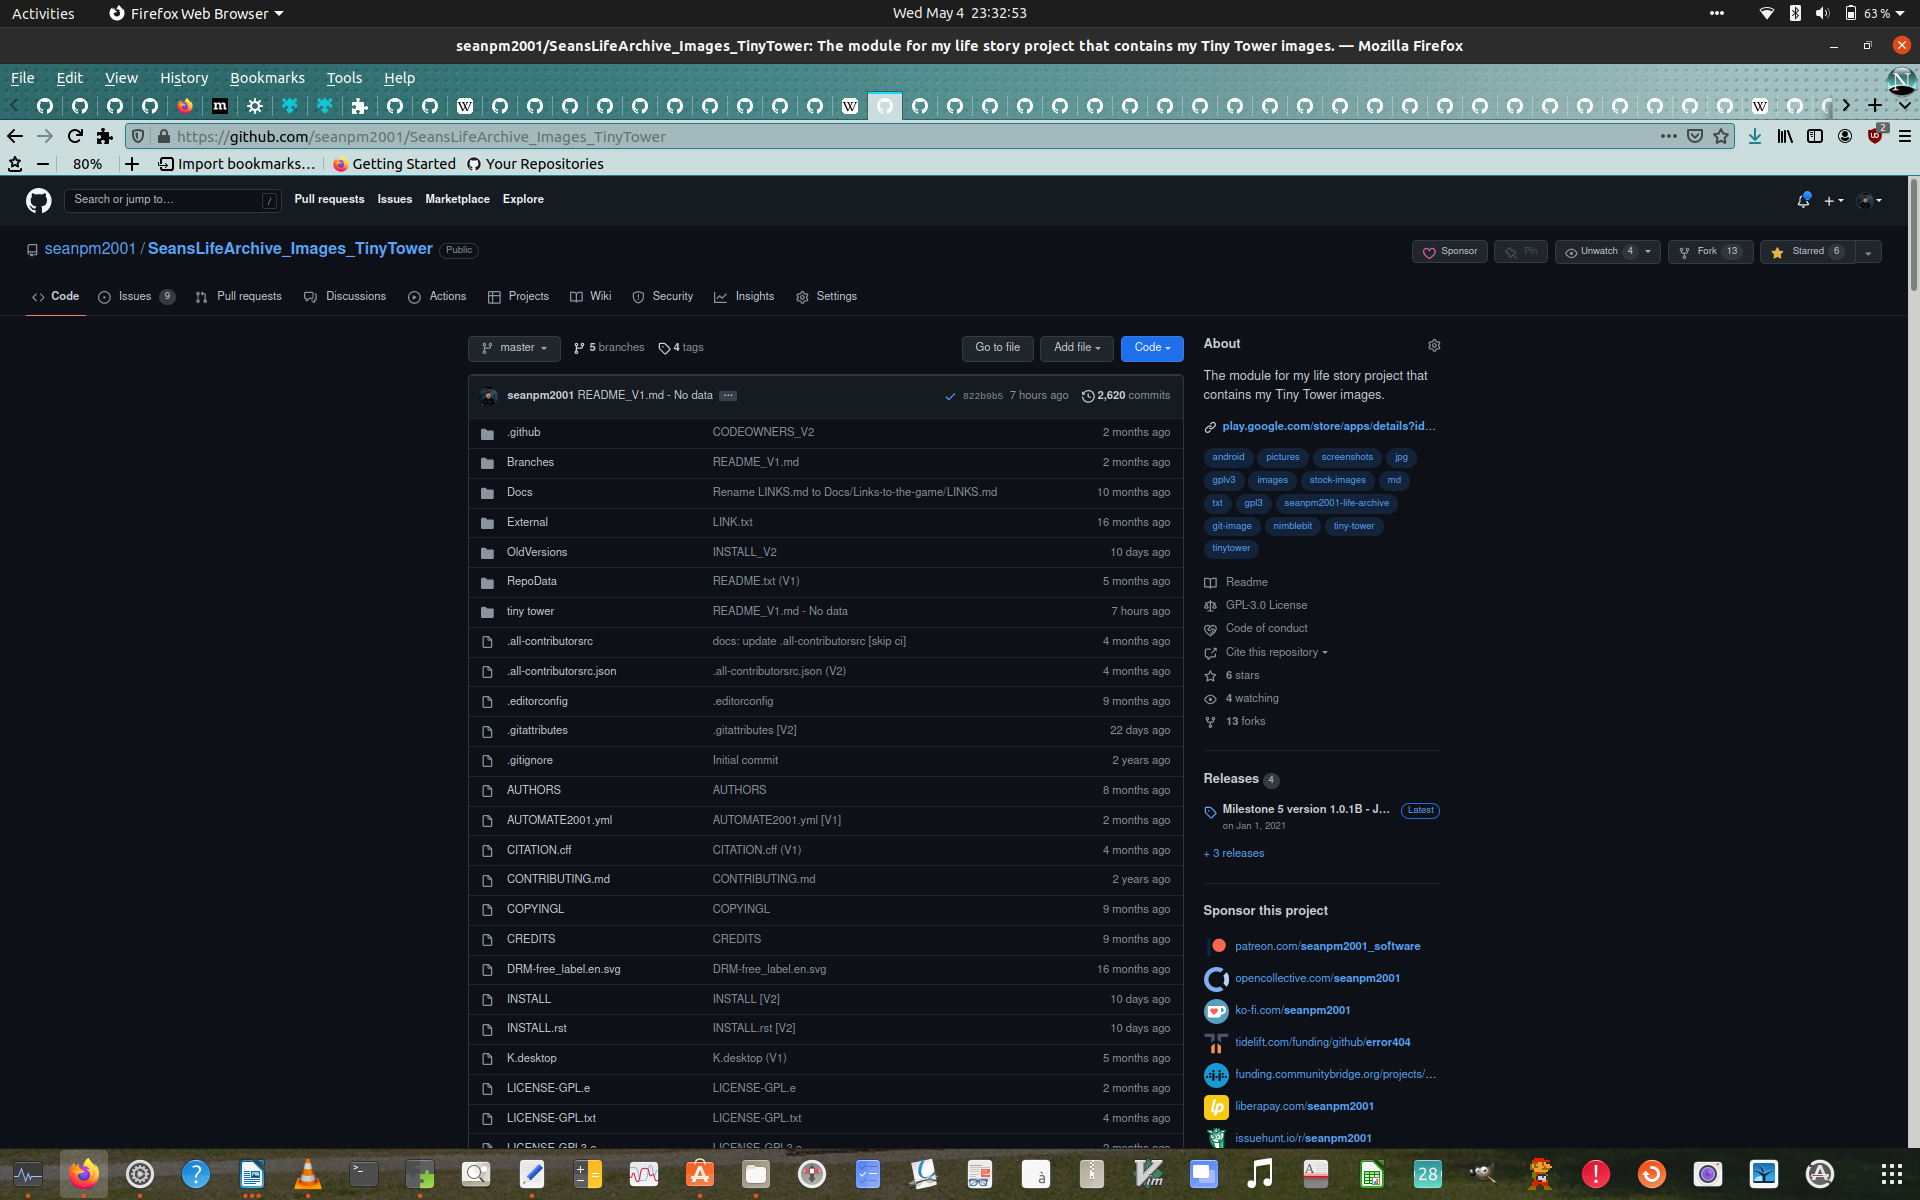 Activities
Firefox Web Browser
Wed May 4 23:32:53
63 %
seanpm2001/SeansLifeArchive_Images_TinyTower: The module for my life story project that contains my Tiny Tower images. — Mozilla Firefox
File Edit View History Bookmarks Tools Help
https://github.com/seanpm2001/SeansLifeArchive_Images_TinyTower
2
80%
Import bookmarks…
Getting Started
Your Repositories
Search or jump to…
/
Pull requests Issues Marketplace Explore
seanpm2001 / SeansLifeArchive_Images_TinyTower Public
Sponsor
Pin
Unwatch 4
Fork 13
Starred 6
Code
Issues 9
Pull requests
Discussions
Actions
Projects
Wiki
Security
Insights
Settings
master
5 branches
4 tags
Go to file
Add file
Code
seanpm2001 README_V1.md - No data ...
822b9b5 7 hours ago
2,620 commits
.github CODEOWNERS_V2 2 months ago
Branches README_V1.md 2 months ago
Docs Rename LINKS.md to Docs/Links-to-the-game/LINKS.md 10 months ago
External LINK.txt 16 months ago
OldVersions INSTALL_V2 10 days ago
RepoData README.txt (V1) 5 months ago
tiny tower README_V1.md - No data 7 hours ago
.all-contributorsrc docs: update .all-contributorsrc [skip ci] 4 months ago
.all-contributorsrc.json .all-contributorsrc.json (V2) 4 months ago
.editorconfig .editorconfig 9 months ago
.gitattributes .gitattributes [V2] 22 days ago
.gitignore Initial commit 2 years ago
AUTHORS AUTHORS 8 months ago
AUTOMATE2001.yml AUTOMATE2001.yml [V1] 2 months ago
CITATION.cff CITATION.cff (V1) 4 months ago
CONTRIBUTING.md CONTRIBUTING.md 2 years ago
COPYINGL COPYINGL 9 months ago
CREDITS CREDITS 9 months ago
DRM-free_label.en.svg DRM-free_label.en.svg 16 months ago
INSTALL INSTALL [V2] 10 days ago
INSTALL.rst INSTALL.rst [V2] 10 days ago
K.desktop K.desktop (V1) 5 months ago
LICENSE-GPL.e LICENSE-GPL.e 2 months ago
LICENSE-GPL.txt LICENSE-GPL.txt 4 months ago
LICENSE-GPL3.e LICENSE-GPL3.e 2 months ago
About
The module for my life story project that
contains my Tiny Tower images.
play.google.com/store/apps/details?id…
android pictures screenshots jpg
gplv3 images stock-images md
txt gpl3 seanpm2001-life-archive
git-image nimblebit tiny-tower
tinytower
Readme
GPL-3.0 License
Code of conduct
Cite this repository
6 stars
4 watching
13 forks
Releases 4
Milestone 5 version 1.0.1B - J… Latest
on Jan 1, 2021
+ 3 releases
Sponsor this project
patreon.com/seanpm2001_software
opencollective.com/seanpm2001
ko-fi.com/seanpm2001
tidelift.com/funding/github/error404
funding.communitybridge.org/projects/…
liberapay.com/seanpm2001
issuehunt.io/r/seanpm2001
28